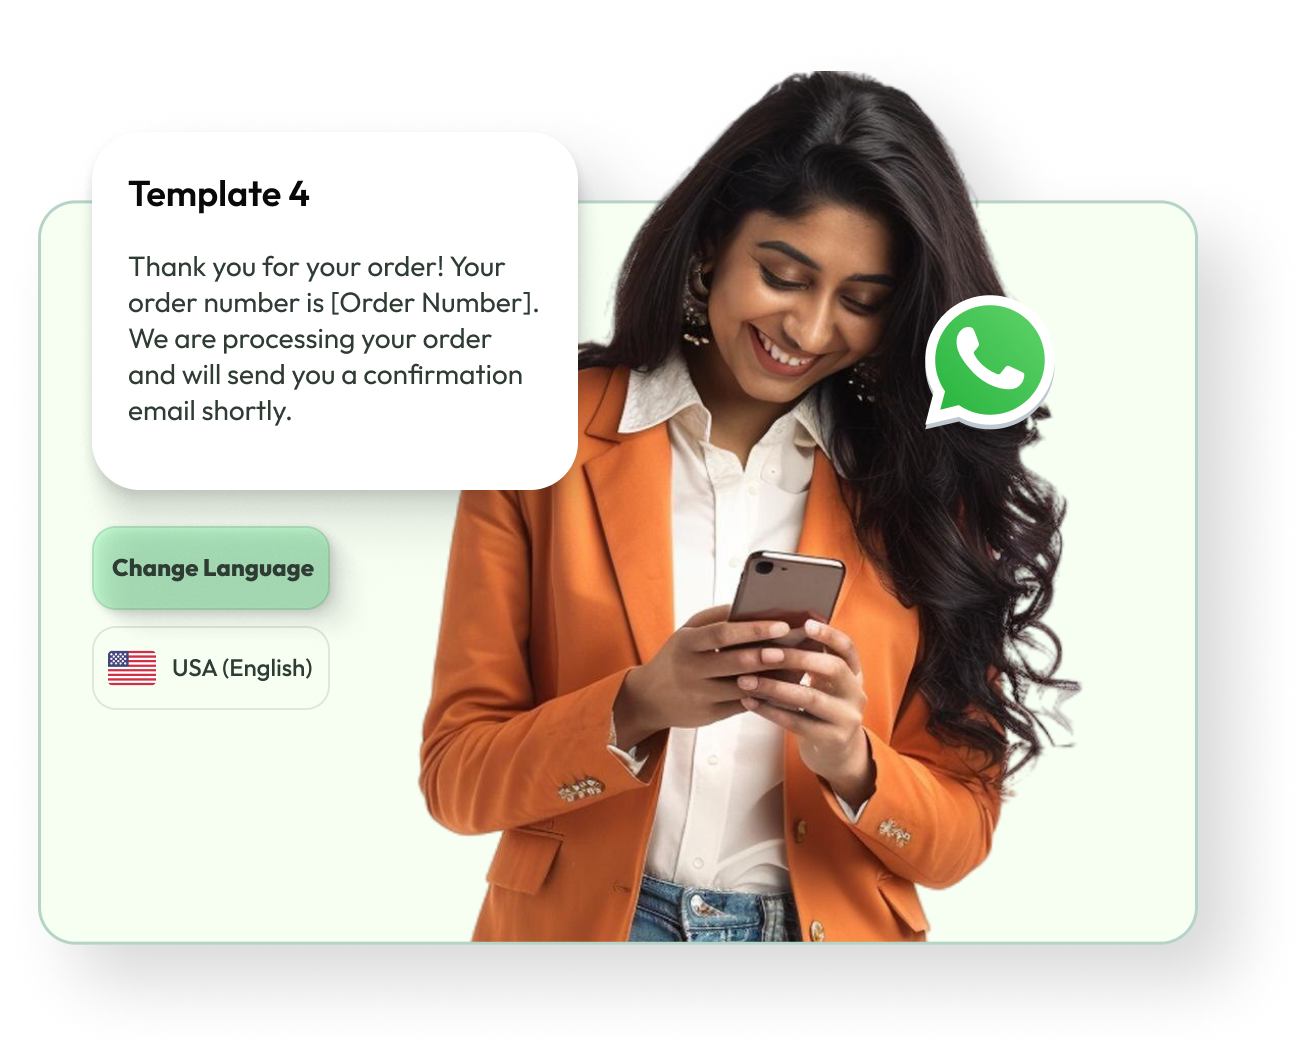 Template 4
Thank you for your order! Your
order number is [Order Number].
We are processing your order
and will send you a confirmation
email shortly.
Change Language
USA (English)